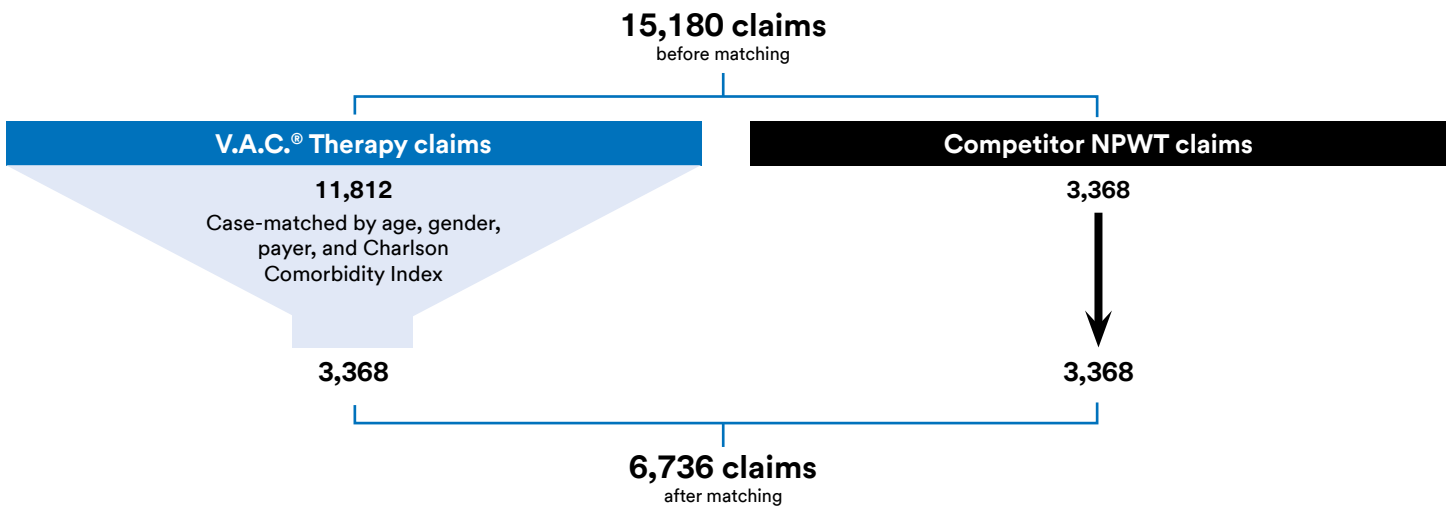 15,180 claims
before matching
V.A.C.® Therapy claims
Competitor NPWT claims
11,812
Case-matched by age, gender,
payer, and Charlson
Comorbidity Index
3,368
3,368
3,368
6,736 claims
after matching